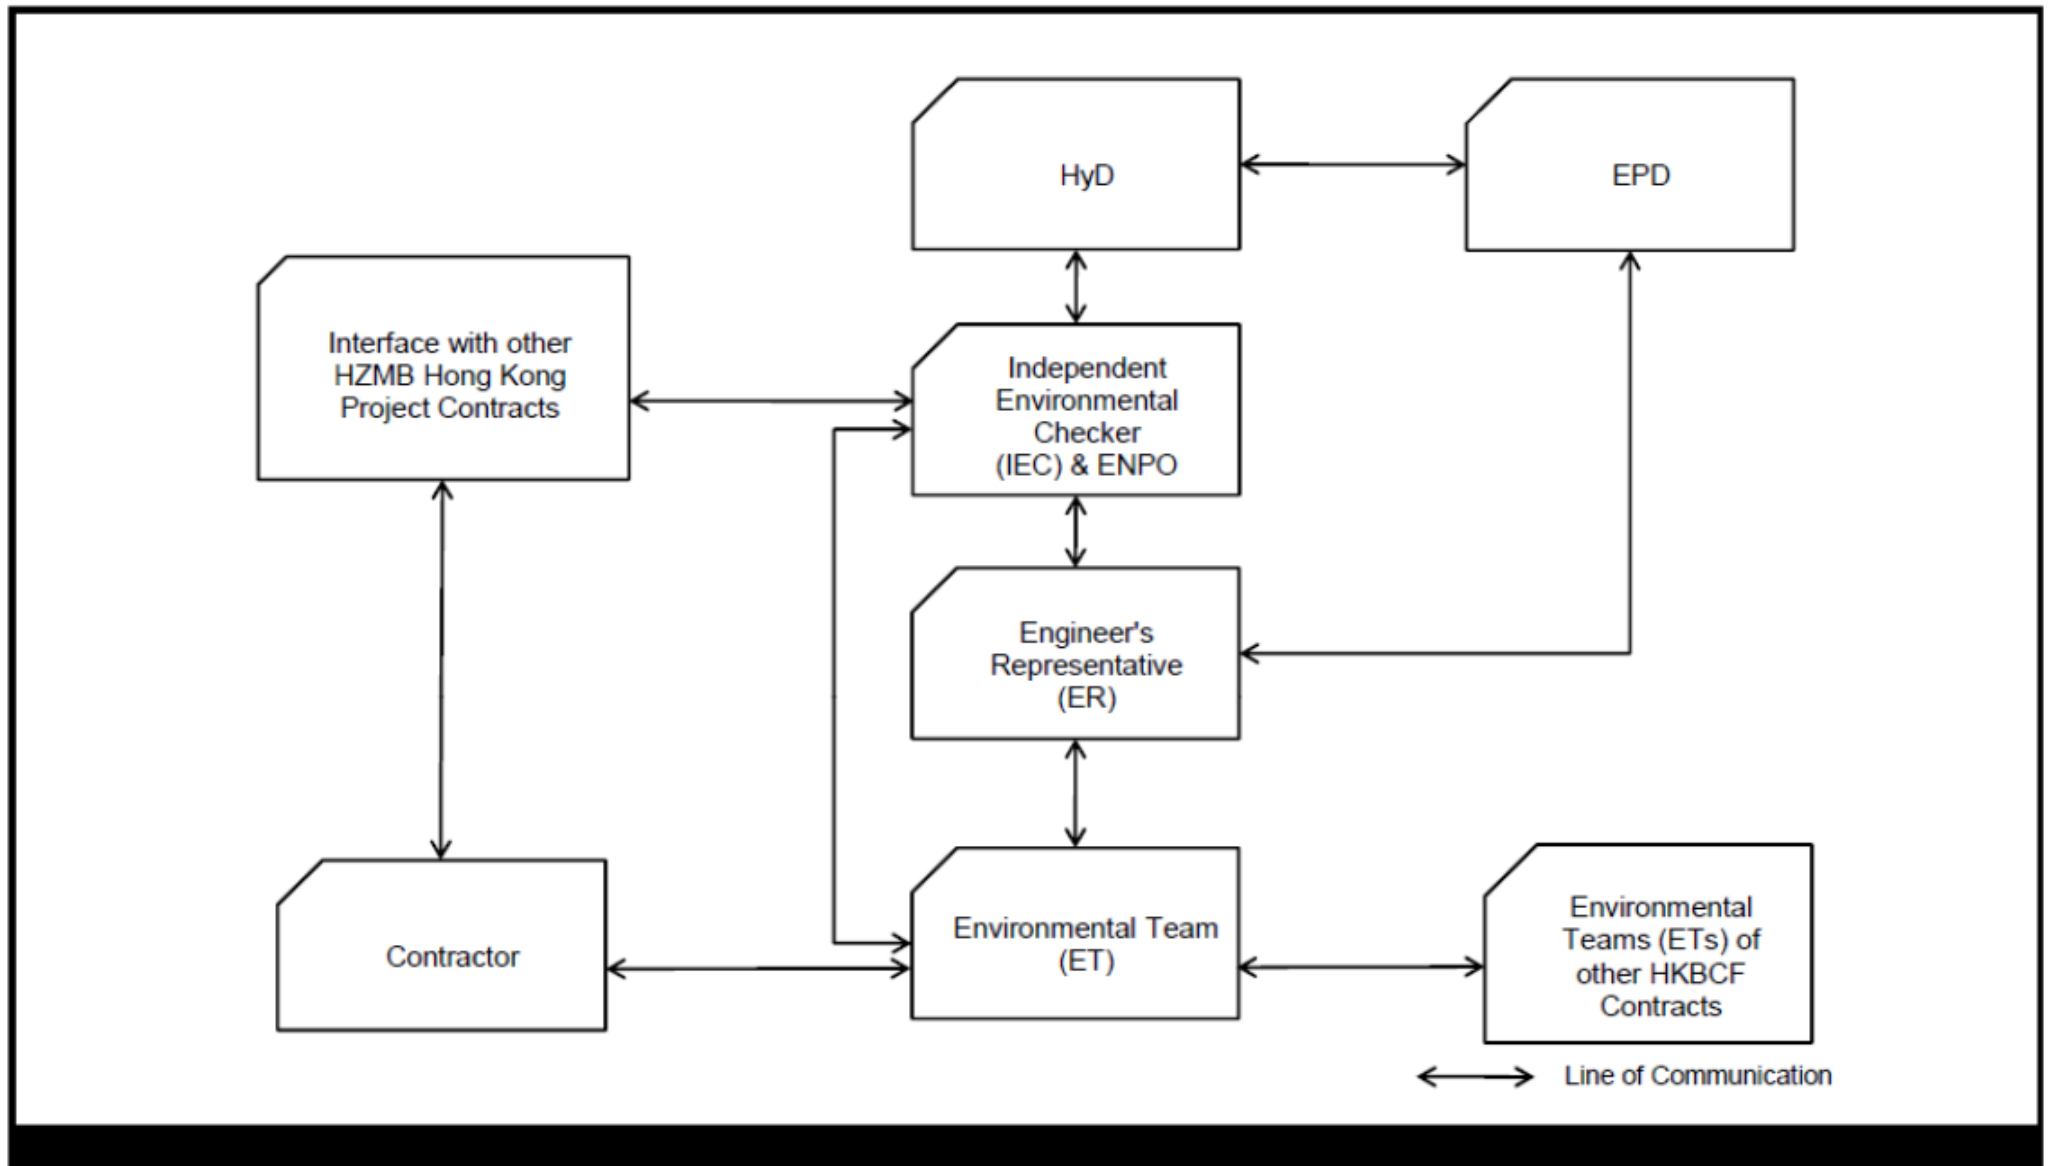 HyD
EPD
Interface with other
HZMB Hong Kong
Project Contracts
Independent
Environmental
Checker
(IEC) & ENPO
Engineer's
Representative
(ER)
Contractor
Environmental Team
(ET)
Environmental
Teams (ETs) of
other HKBCF
Contracts
Line of Communication